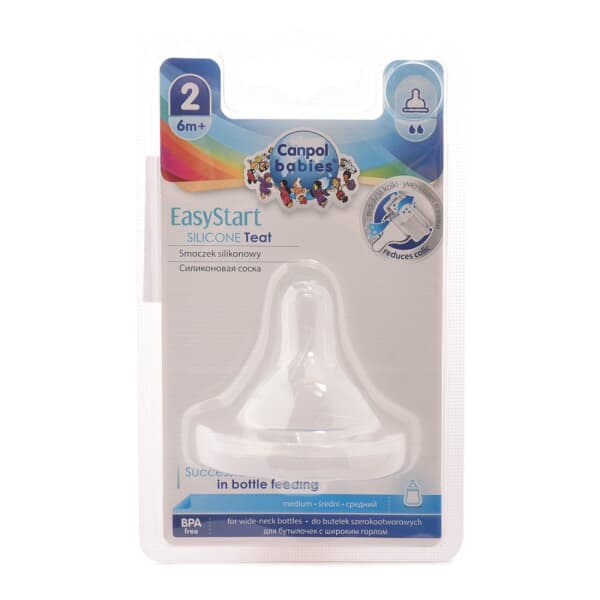 2
6m+
Canpol
babies
EasyStart
SILICONE Teat
Smoczek silikonowy
Силиконовая соска
reduces colic
in bottle feeding
medium • średni • средний
BPA
free
for wide-neck bottles • do butelek szerokootworowych
для бутылочек с широким горлом